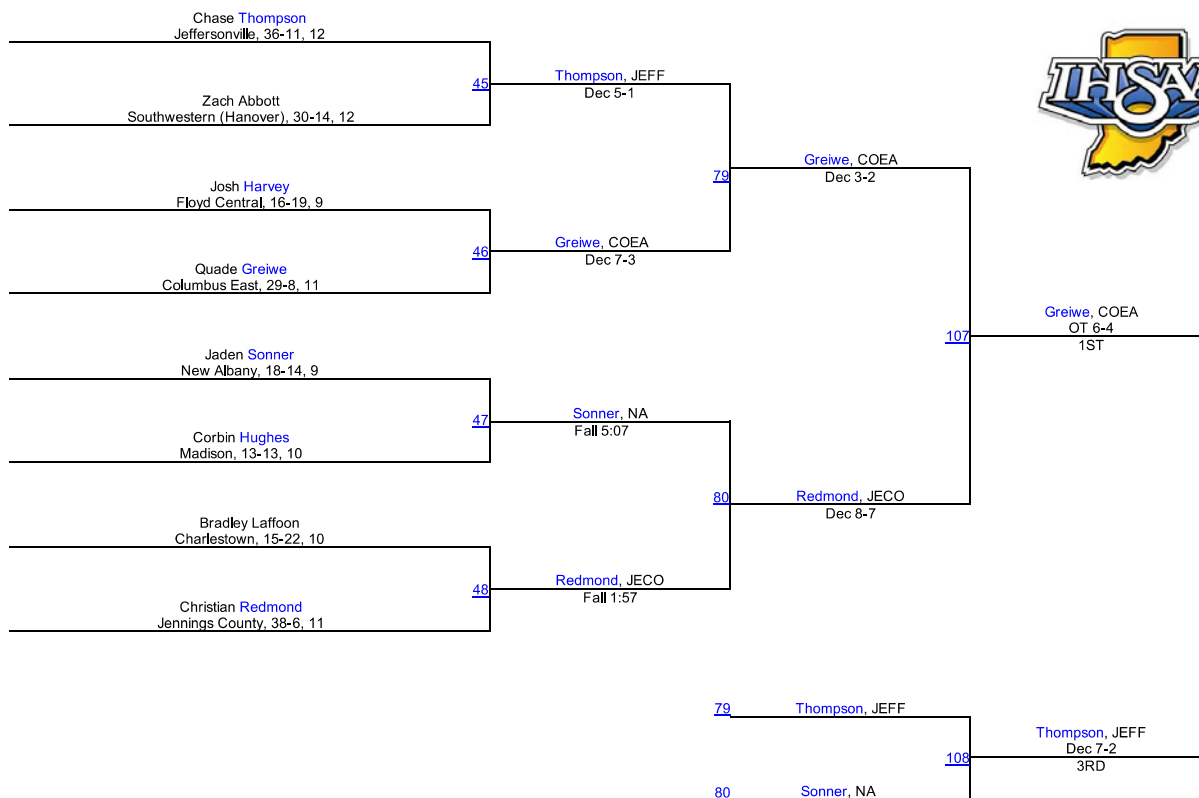 Chase Thompson
Jeffersonville, 36-11, 12
Zach Abbott
Southwestern (Hanover), 30-14, 12
45
Thompson, JEFF
Dec 5-1
Josh Harvey
Floyd Central, 16-19, 9
Quade Greiwe
Columbus East, 29-8, 11
46
Greiwe, COEA
Dec 7-3
79
Greiwe, COEA
Dec 3-2
Jaden Sonner
New Albany, 18-14, 9
Corbin Hughes
Madison, 13-13, 10
47
Sonner, NA
Fall 5:07
Bradley Laffoon
Charlestown, 15-22, 10
Christian Redmond
Jennings County, 38-6, 11
48
Redmond, JECO
Fall 1:57
80
Redmond, JECO
Dec 8-7
107
Greiwe, COEA
OT 6-4
1ST
IHSAA
79
Thompson, JEFF
80
Sonner, NA
108
Thompson, JEFF
Dec 7-2
3RD